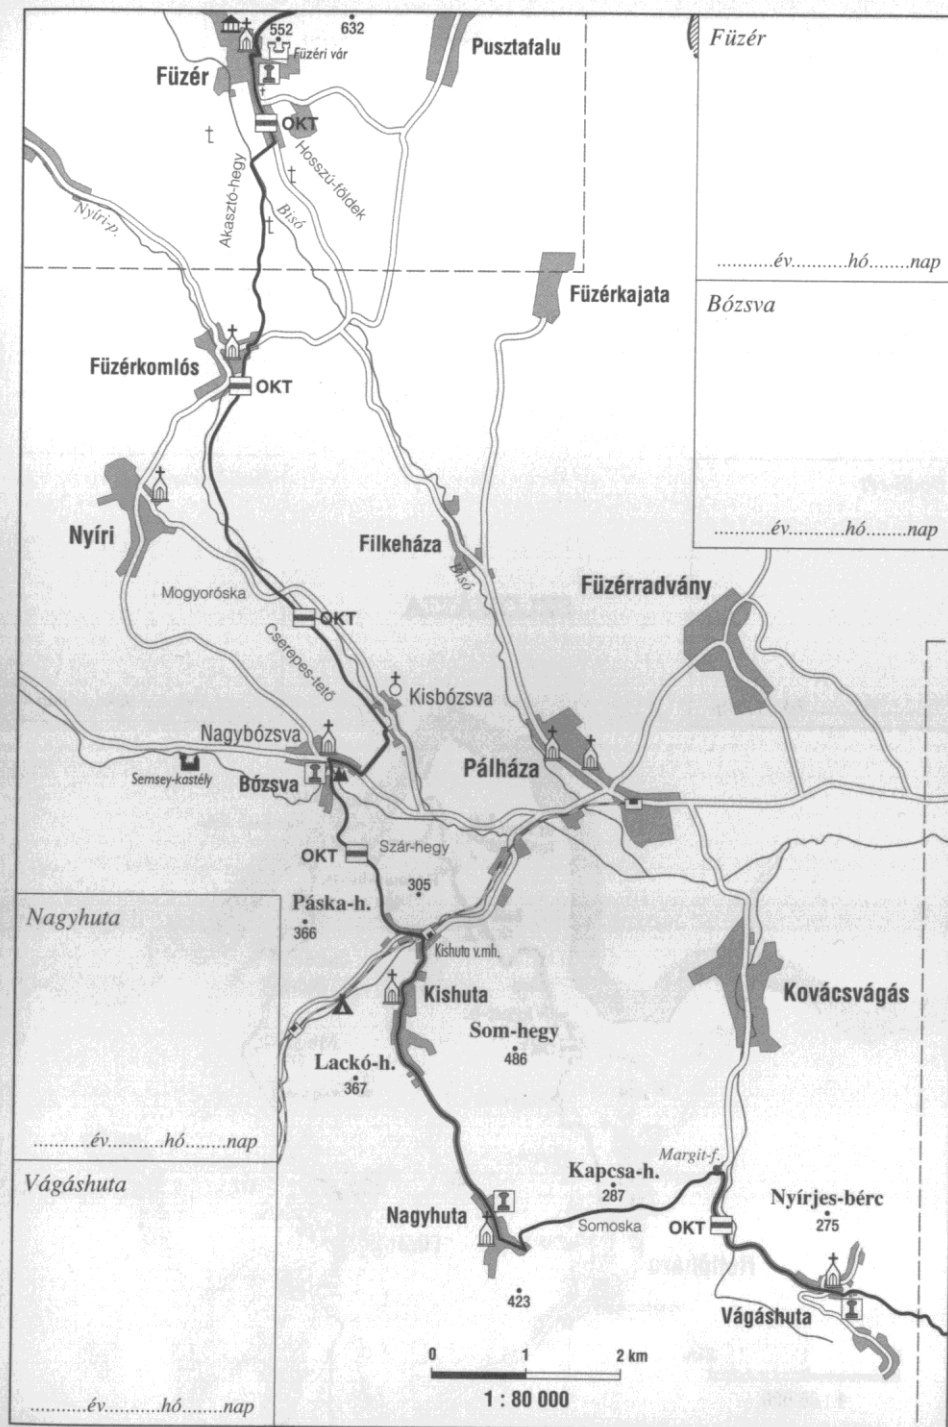 632
552
Füzéri vár
Füzér
Pusztafalu
Füzér
OKT
Hosszú-földek
Akasztó-hegy
Bisó
Nyíri-p.
...........év..........hó........nap
Füzérkajata
Bózsva
Füzérkomlós
OKT
Nyíri
Filkeháza
Bisó
...........év..........hó........nap
Füzérradvány
Mogyoróska
OKT
Cserepes-tető
Kisbózsva
Nagybózsva
Pálháza
Semsey-kastély
Bózsva
OKT
Szár-hegy
305
Páska-h.
366
Nagyhuta
Kishuta v.mh.
Kishuta
Kovácsvágás
Som-hegy
486
Lackó-h.
367
...........év..........hó........nap
Vágáshuta
Margit-f.
Kapcsa-h.
287
Nyírjes-bérc
275
Nagyhuta
Somoska
OKT
423
Vágáshuta
0 1 2 km
1 : 80 000
...........év..........hó........nap